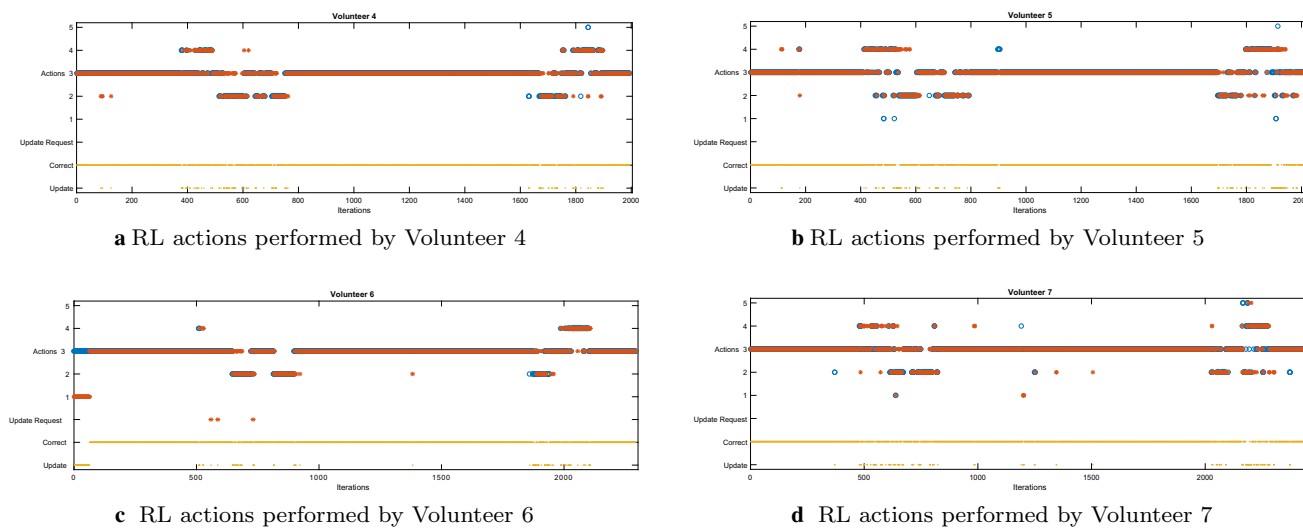 Volunteer 4
5
4
Actions 3
2
1
Update Request
Correct
Update
0 200 400 600 800 1000 1200 1400 1600 1800 2000
Iterations
a RL actions performed by Volunteer 4
Volunteer 5
5
4
Actions 3
2
1
Update Request
Correct
Update
0 200 400 600 800 1000 1200 1400 1600 1800 2000
Iterations
b RL actions performed by Volunteer 5
Volunteer 6
5
4
Actions 3
2
1
Update Request
Correct
Update
0 500 1000 1500 2000
Iterations
c RL actions performed by Volunteer 6
Volunteer 7
5
4
Actions 3
2
1
Update Request
Correct
Update
0 500 1000 1500 2000
Iterations
d RL actions performed by Volunteer 7